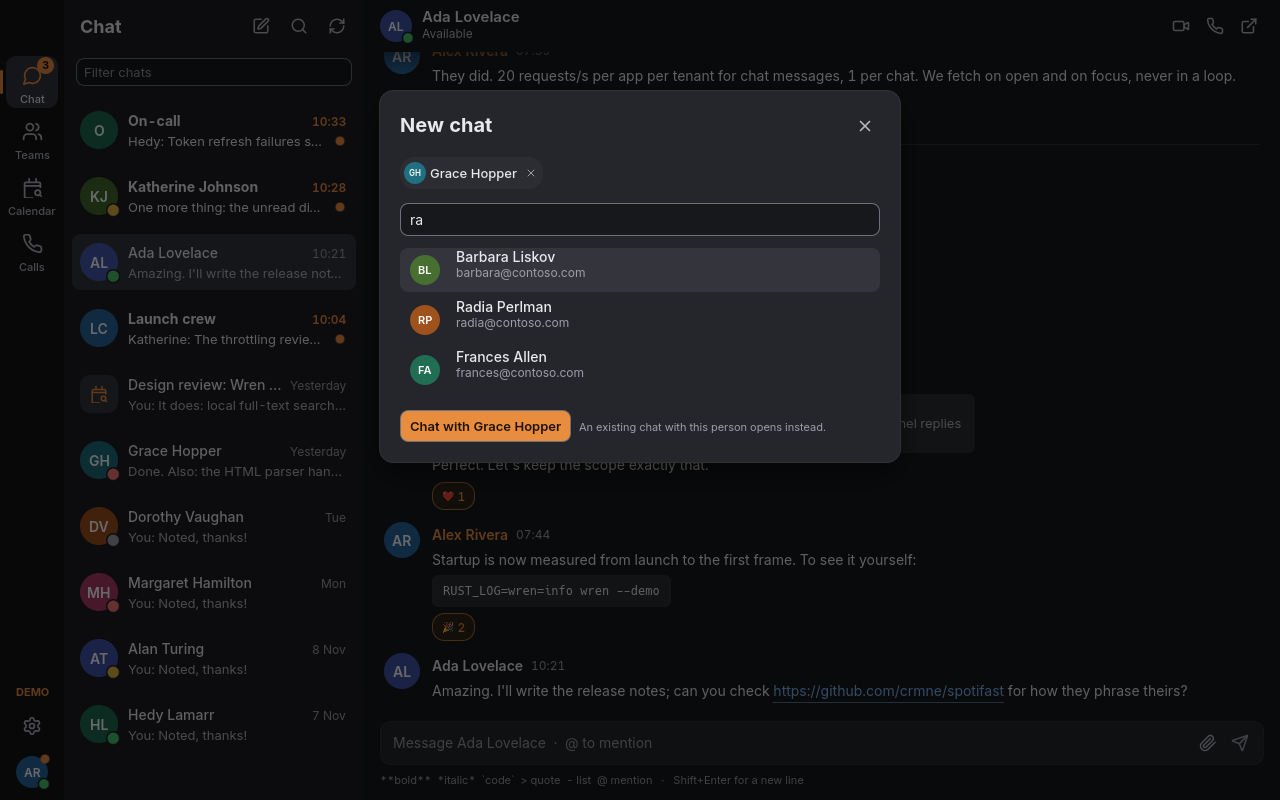 3
Chat
Teams
Calendar
Calls
DEMO
AR
Chat
Filter chats
O
On-call
10:33
Hedy: Token refresh failures s...
KJ
Katherine Johnson
10:28
One more thing: the unread di...
AL
Ada Lovelace
10:21
Amazing. I'll write the release not...
LC
Launch crew
10:04
Katherine: The throttling revie...
Design review: Wren ...
Yesterday
You: It does: local full-text search...
GH
Grace Hopper
Yesterday
Done. Also: the HTML parser han...
DV
Dorothy Vaughan
Tue
You: Noted, thanks!
MH
Margaret Hamilton
Mon
You: Noted, thanks!
AT
Alan Turing
8 Nov
You: Noted, thanks!
HL
Hedy Lamarr
7 Nov
You: Noted, thanks!
AL
Ada Lovelace
Available
AR
Alex Rivera 07:35
They did. 20 requests/s per app per tenant for chat messages, 1 per chat. We fetch on open and on focus, never in a loop.
New chat
GH Grace Hopper
ra
BL
Barbara Liskov
barbara@contoso.com
RP
Radia Perlman
radia@contoso.com
FA
Frances Allen
frances@contoso.com
Chat with Grace Hopper
An existing chat with this person opens instead.
replies
Perfect. Let's keep the scope exactly that.
❤️ 1
AR
Alex Rivera 07:44
Startup is now measured from launch to the first frame. To see it yourself:
RUST_LOG=wren=info wren --demo
🎉 2
AL
Ada Lovelace 10:21
Amazing. I'll write the release notes; can you check https://github.com/crmne/spotifast for how they phrase theirs?
Message Ada Lovelace · @ to mention
**bold** *italic* `code` > quote - list @ mention · Shift+Enter for a new line